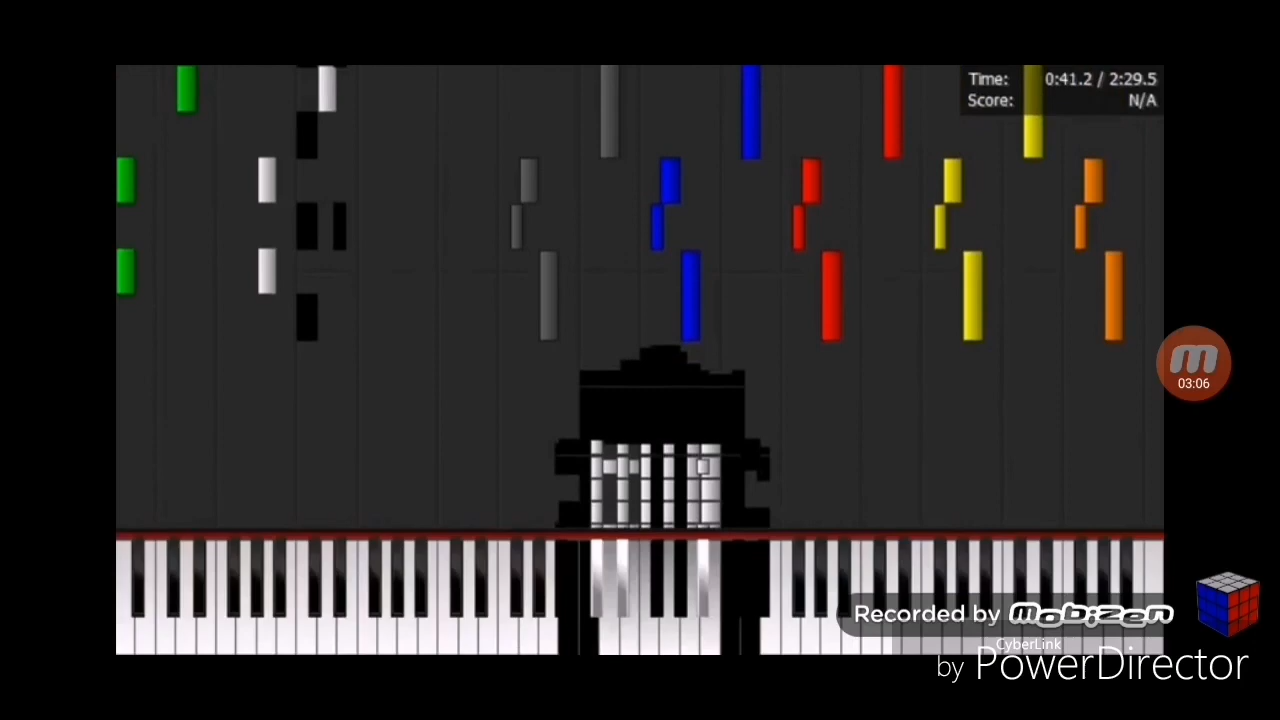 Time: 0:41.2 / 2:29.5
Score: N/A
03:06
Recorded by Mobizen
CyberLink
by PowerDirector